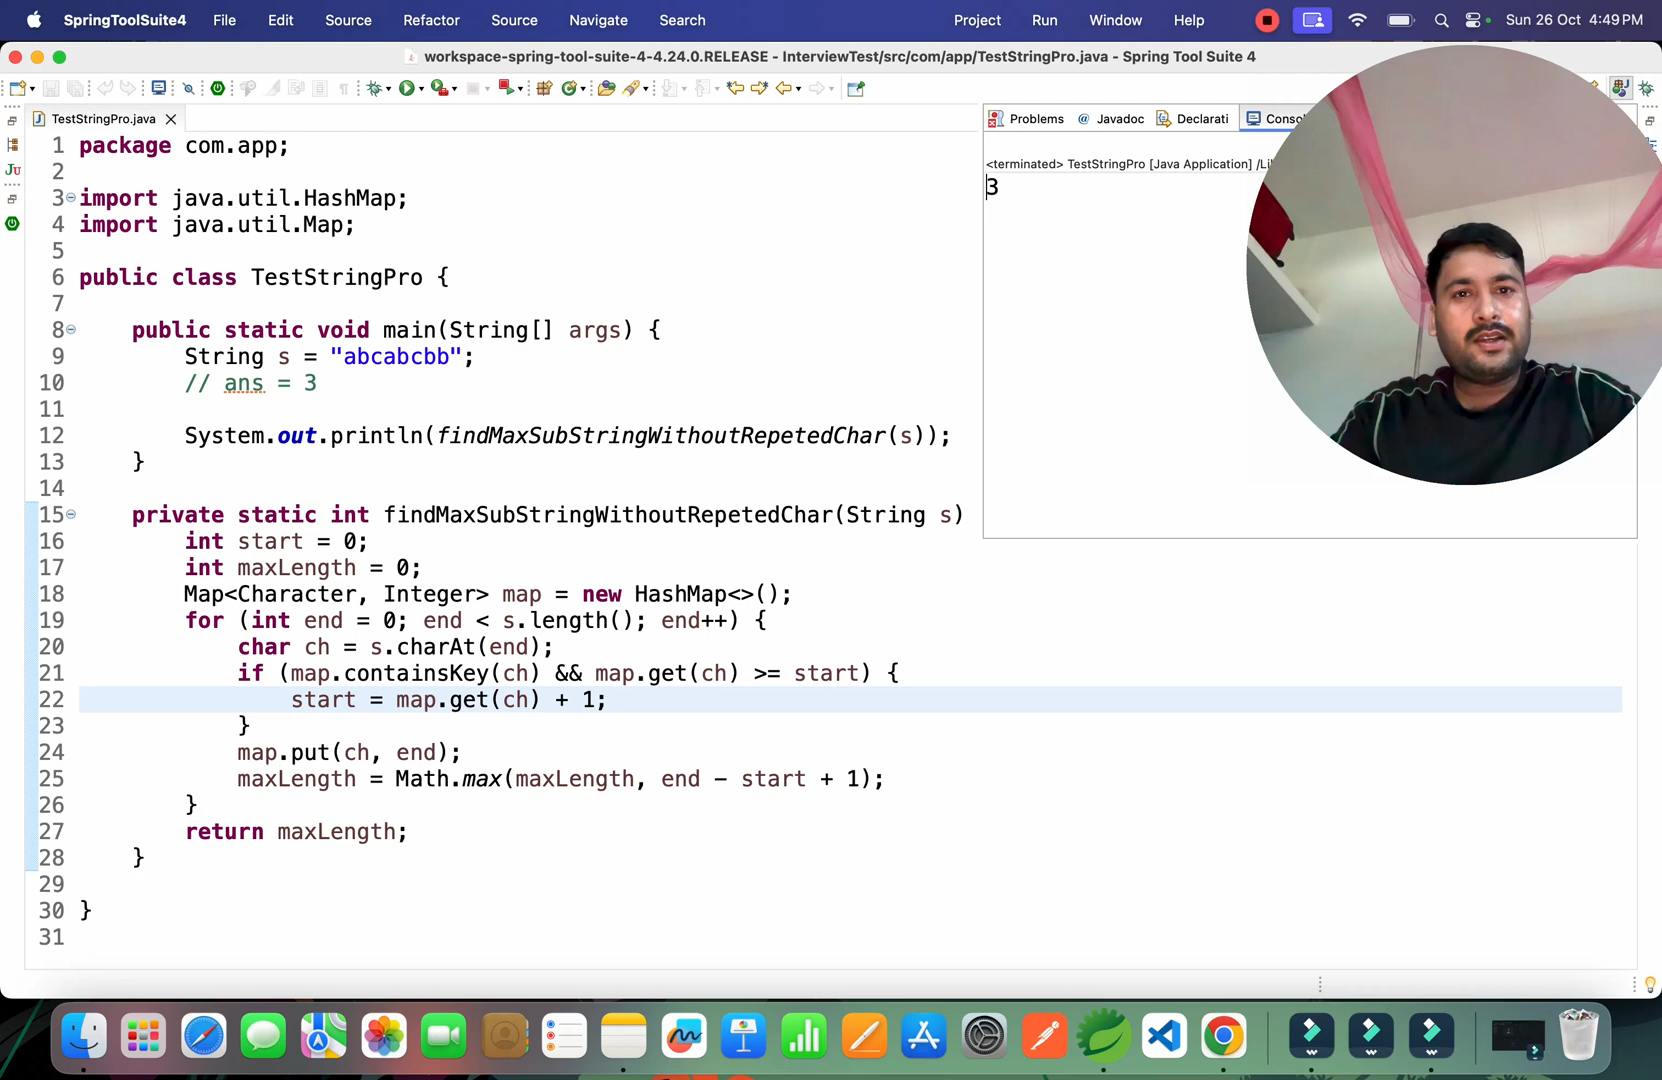 SpringToolSuite4 File Edit Source Refactor Source Navigate Search Project Run Window Help Sun 26 Oct 4:49 PM
workspace-spring-tool-suite-4-4.24.0.RELEASE - InterviewTest/src/com/app/TestStringPro.java - Spring Tool Suite 4
TestStringPro.java
1 package com.app;
2
3 import java.util.HashMap;
4 import java.util.Map;
5
6 public class TestStringPro {
7
8 public static void main(String[] args) {
9 String s = "abcabcbb";
10 // ans = 3
11
12 System.out.println(findMaxSubStringWithoutRepetedChar(s));
13 }
14
15 private static int findMaxSubStringWithoutRepetedChar(String s)
16 int start = 0;
17 int maxLength = 0;
18 Map<Character, Integer> map = new HashMap<>();
19 for (int end = 0; end < s.length(); end++) {
20 char ch = s.charAt(end);
21 if (map.containsKey(ch) && map.get(ch) >= start) {
22 start = map.get(ch) + 1;
23 }
24 map.put(ch, end);
25 maxLength = Math.max(maxLength, end - start + 1);
26 }
27 return maxLength;
28 }
29
30 }
31
Problems @ Javadoc Declarati Conso
<terminated> TestStringPro [Java Application] /Li
3